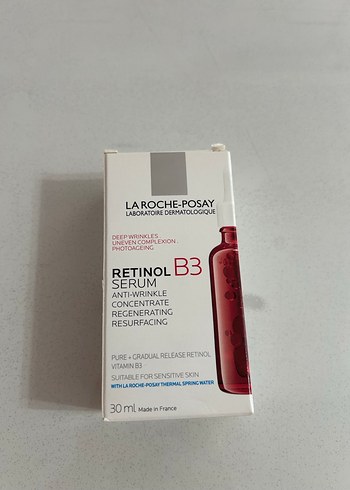 LA ROCHE-POSAY
LABORATOIRE DERMATOLOGIQUE
DEEP WRINKLES
UNEVEN COMPLEXION
PHOTOAGEING
RETINOL B3
SERUM
ANTI-WRINKLE
CONCENTRATE
REGENERATING
RESURFACING
PURE + GRADUAL RELEASE RETINOL
VITAMIN B3
SUITABLE FOR SENSITIVE SKIN
WITH LA ROCHE-POSAY THERMAL SPRING WATER
30 ml Made in France